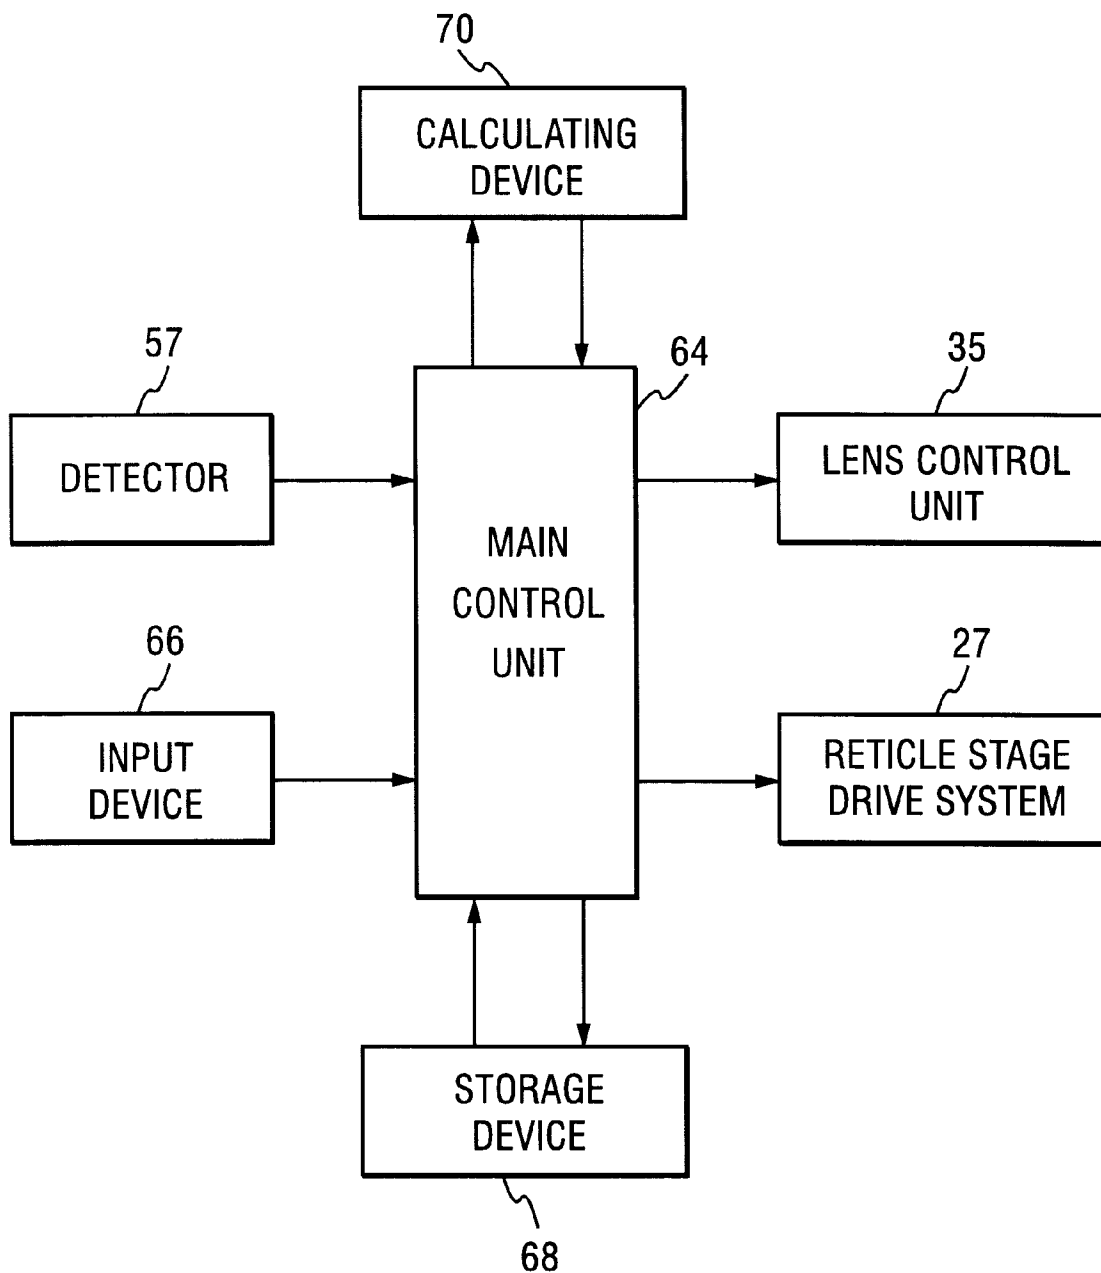 70
CALCULATING
DEVICE
57
64
35
DETECTOR
LENS CONTROL
UNIT
MAIN
CONTROL
UNIT
66
27
INPUT
DEVICE
RETICLE STAGE
DRIVE SYSTEM
STORAGE
DEVICE
68